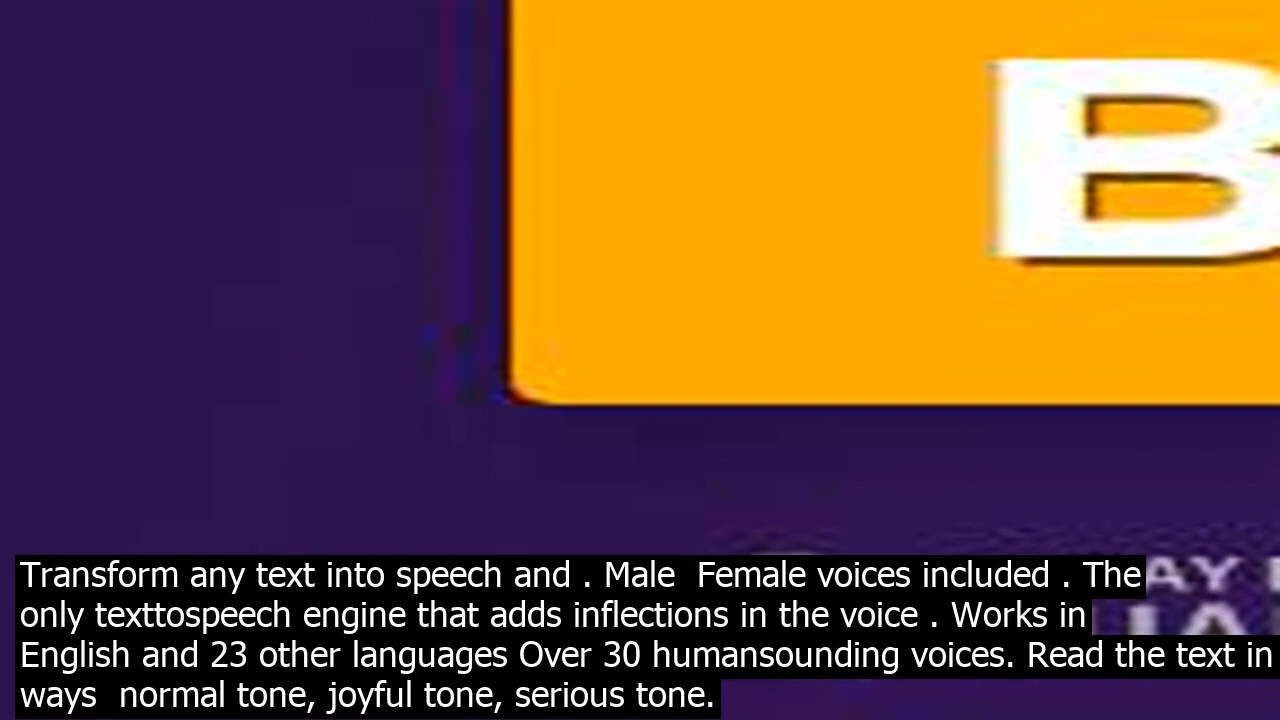 B
AY
Transform any text into speech and . Male  Female voices included . The
only texttospeech engine that adds inflections in the voice . Works in
English and 23 other languages Over 30 humansounding voices. Read the text in
ways  normal tone, joyful tone, serious tone.